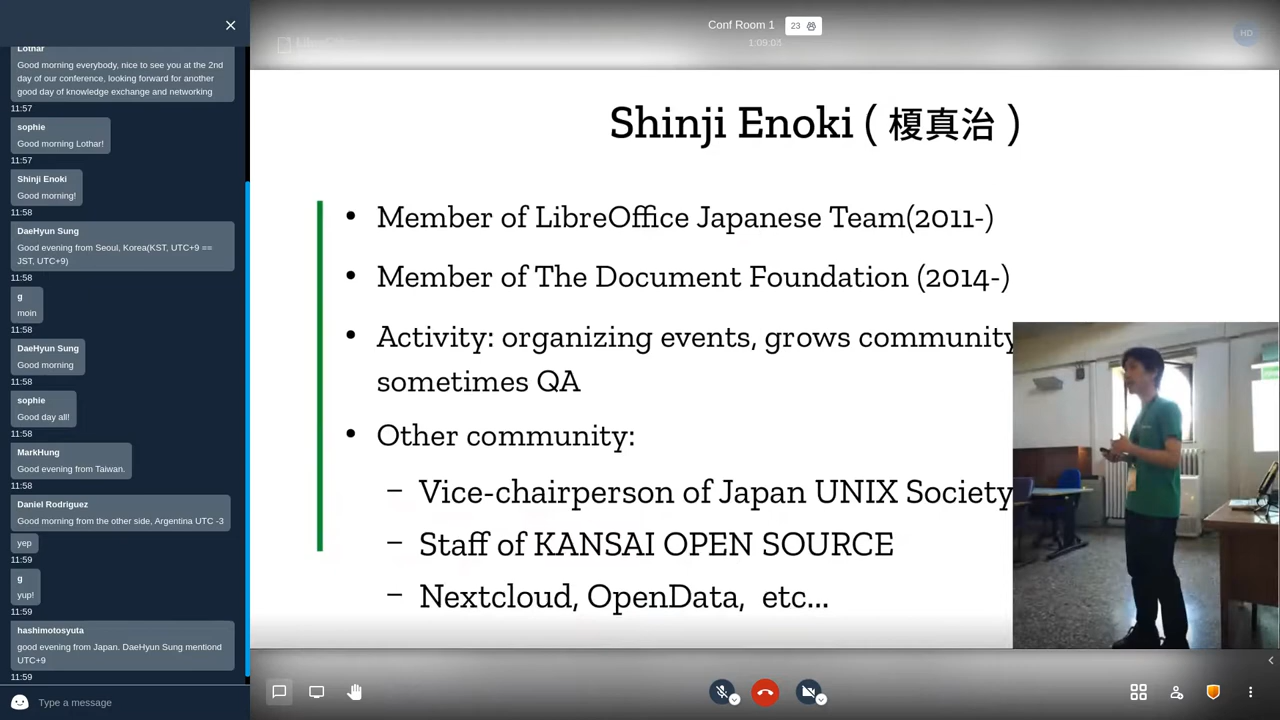 Lothar
Good morning everybody, nice to see you at the 2nd
day of our conference, looking forward for another
good day of knowledge exchange and networking
11:57
sophie
Good morning Lothar!
11:57
Shinji Enoki
Good morning!
11:58
DaeHyun Sung
Good evening from Seoul, Korea(KST, UTC+9 ==
JST, UTC+9)
11:58
g
moin
11:58
DaeHyun Sung
Good morning
11:58
sophie
Good day all!
11:58
MarkHung
Good evening from Taiwan.
11:58
Daniel Rodriguez
Good morning from the other side, Argentina UTC -3
yep
11:59
g
yup!
11:59
hashimotosyuta
good evening from Japan. DaeHyun Sung mentiond
UTC+9
11:59
Type a message
Conf Room 1
23
1:09:03
HD
Shinji Enoki ( 榎真治 )
• Member of LibreOffice Japanese Team(2011-)
• Member of The Document Foundation (2014-)
• Activity: organizing events, grows community
sometimes QA
• Other community:
– Vice-chairperson of Japan UNIX Society
– Staff of KANSAI OPEN SOURCE
– Nextcloud, OpenData, etc...